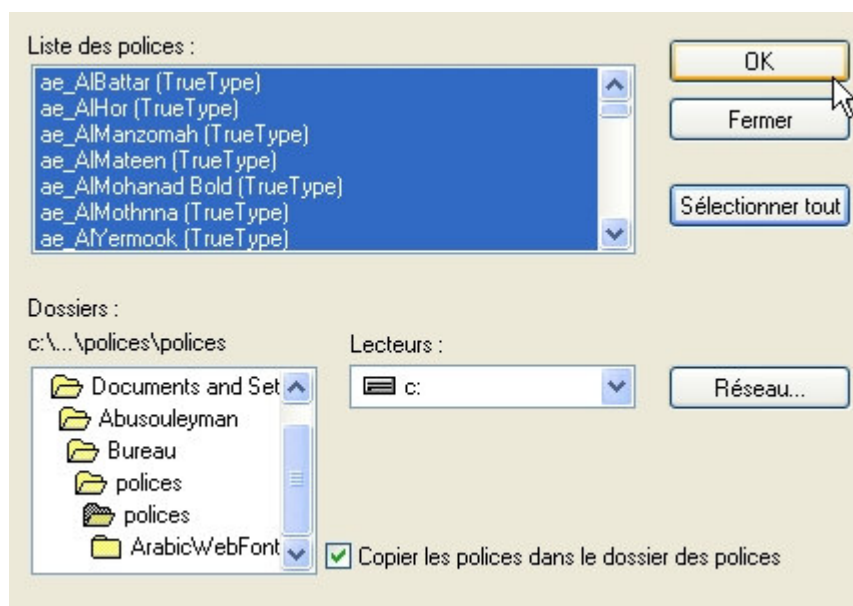 Liste des polices :
OK
ae_AlBattar (TrueType)
ae_AlHor (TrueType)
ae_AlManzomah (TrueType)
Fermer
ae_AlMateen (TrueType)
ae_AlMohanad Bold (TrueType)
ae_AlMothnna (TrueType)
Sélectionner tout
ae_AlYermook (TrueType)
Dossiers :
c:\...\polices\polices
Lecteurs :
Documents and Set
c:
Réseau...
Abusouleyman
Bureau
polices
polices
ArabicWebFont
Copier les polices dans le dossier des polices